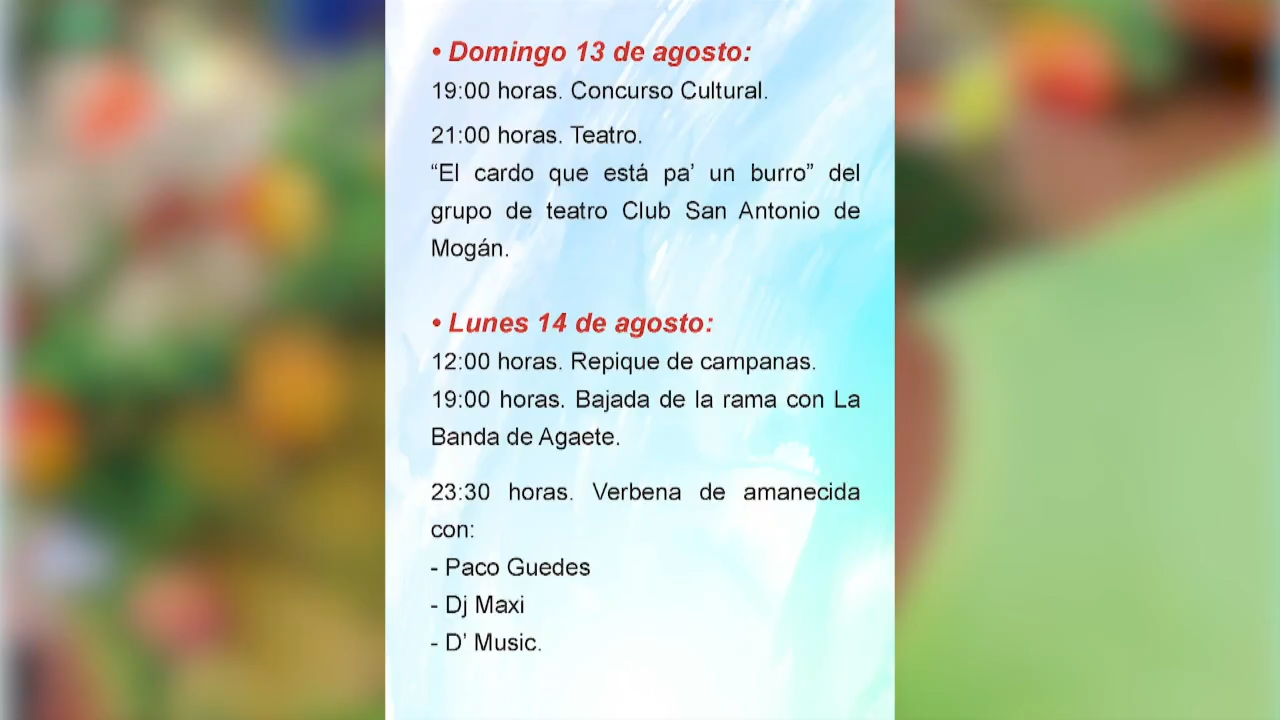 • Domingo 13 de agosto:
19:00 horas. Concurso Cultural.
21:00 horas. Teatro.
“El cardo que está pa’ un burro” del
grupo de teatro Club San Antonio de
Mogán.
• Lunes 14 de agosto:
12:00 horas. Repique de campanas.
19:00 horas. Bajada de la rama con La
Banda de Agaete.
23:30 horas. Verbena de amanecida
con:
- Paco Guedes
- Dj Maxi
- D’ Music.